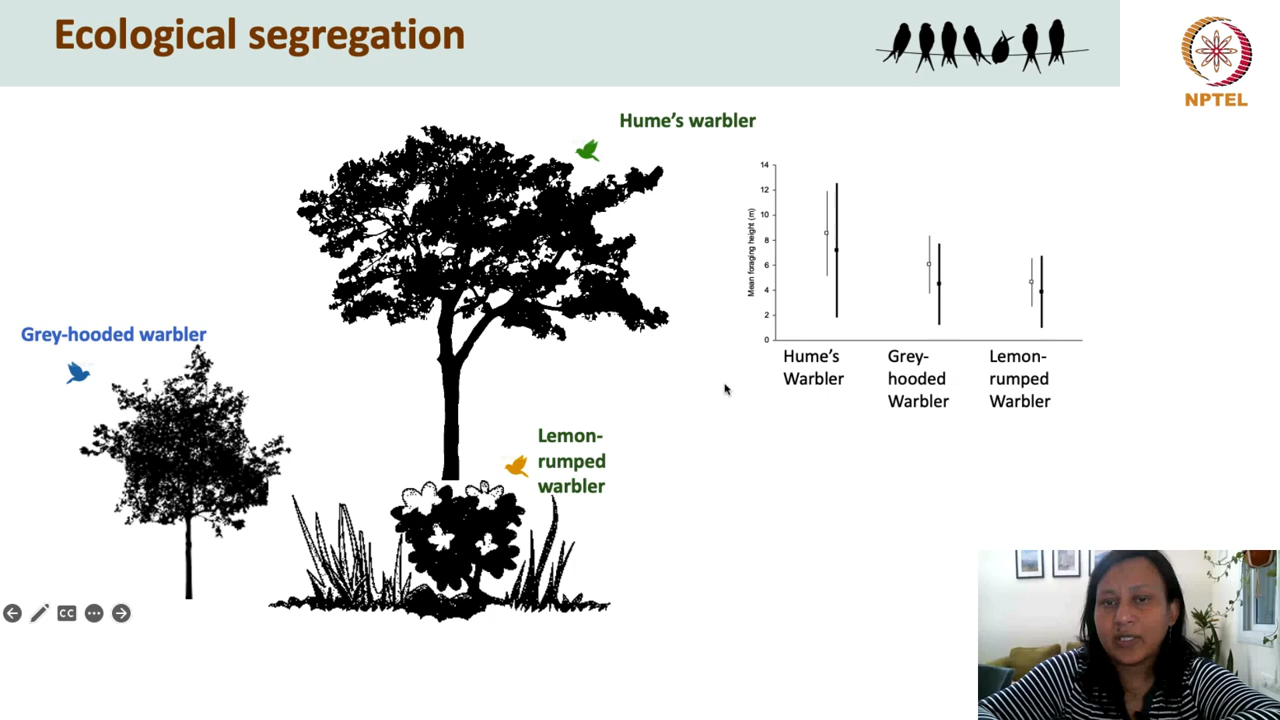 Ecological segregation
NPTEL
Hume's warbler
Grey-hooded warbler
Lemon-
rumped
warbler
Mean foraging height (m)
14
12
10
8
6
4
2
0
Hume's
Warbler
Grey-
hooded
Warbler
Lemon-
rumped
Warbler
CC